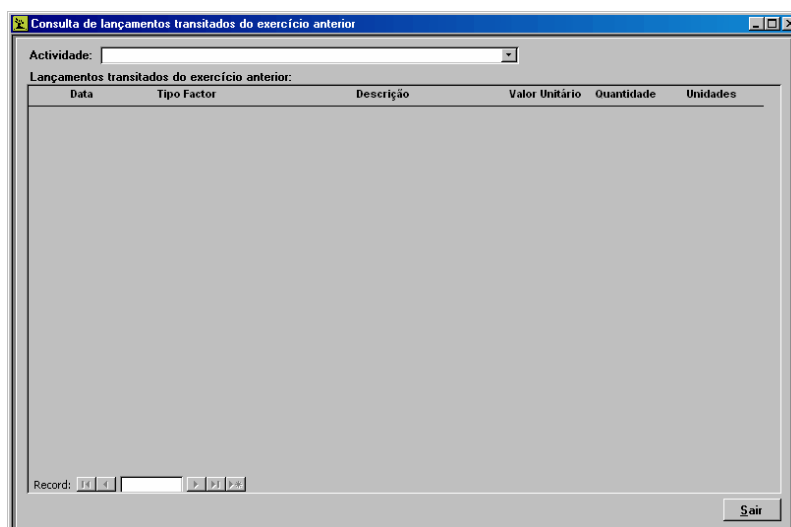 Consulta de lançamentos transitados do exercício anterior
Actividade:
Lançamentos transitados do exercício anterior:
Data Tipo Factor Descrição Valor Unitário Quantidade Unidades
Record:
Sair